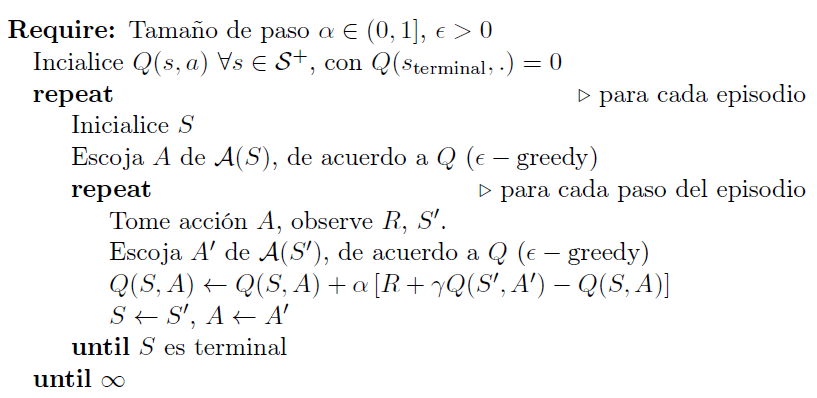 Require: Tamaño de paso α ∈ (0, 1], ϵ > 0
Incialice Q(s, a) ∀s ∈ 𝒮⁺, con Q(s_terminal, .) = 0
repeat ▷ para cada episodio
Inicialice S
Escoja A de 𝒜(S), de acuerdo a Q (ϵ − greedy)
repeat ▷ para cada paso del episodio
Tome acción A, observe R, S′.
Escoja A′ de 𝒜(S′), de acuerdo a Q (ϵ − greedy)
Q(S, A) ← Q(S, A) + α [R + γQ(S′, A′) − Q(S, A)]
S ← S′, A ← A′
until S es terminal
until ∞